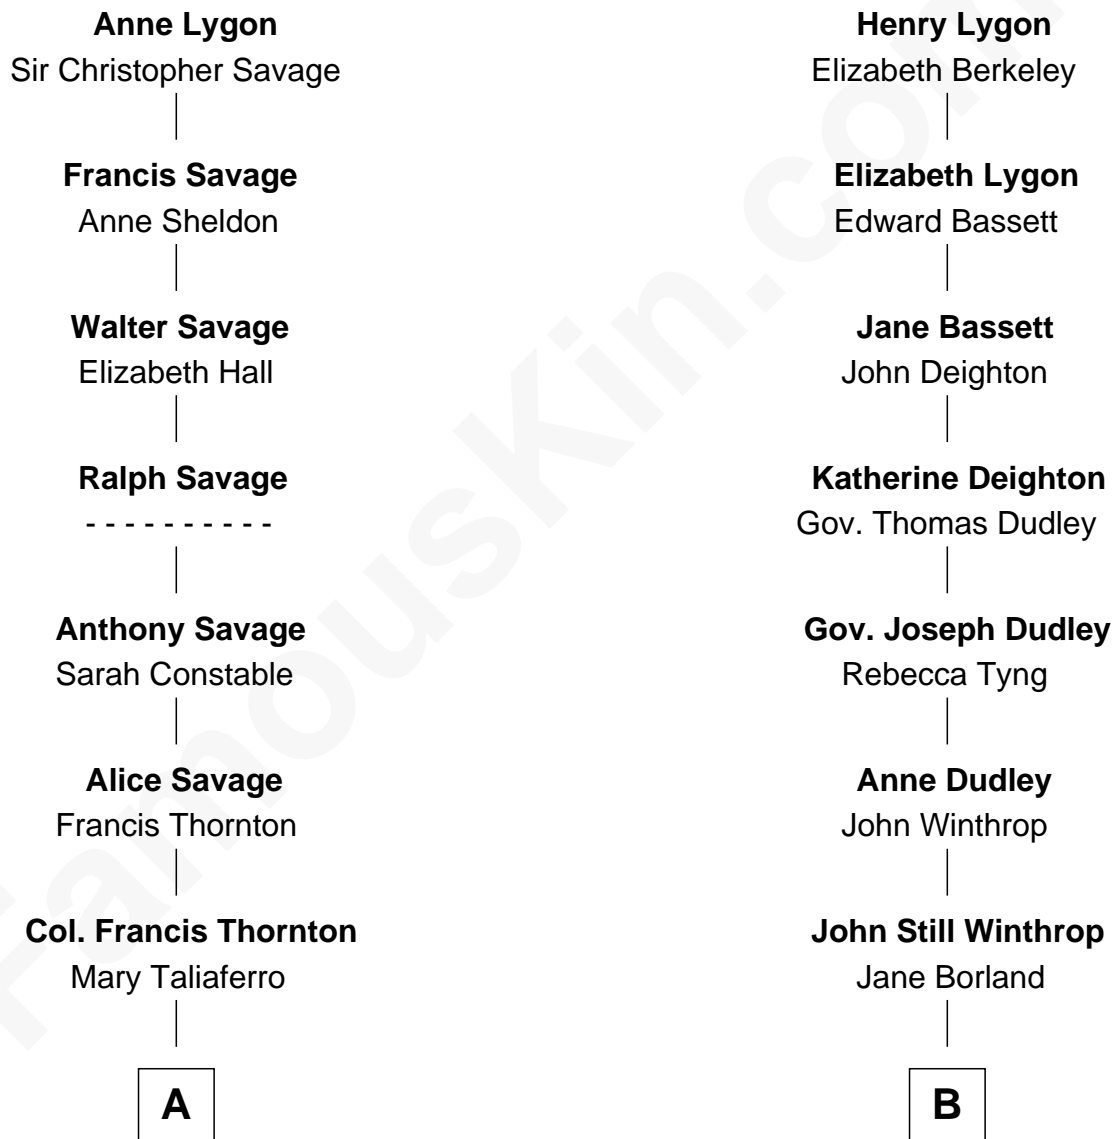 Anne Lygon
Sir Christopher Savage
Francis Savage
Anne Sheldon
Walter Savage
Elizabeth Hall
Ralph Savage
- - - - - - - - - -
Anthony Savage
Sarah Constable
Alice Savage
Francis Thornton
Col. Francis Thornton
Mary Taliaferro
A
Henry Lygon
Elizabeth Berkeley
Elizabeth Lygon
Edward Bassett
Jane Bassett
John Deighton
Katherine Deighton
Gov. Thomas Dudley
Gov. Joseph Dudley
Rebecca Tyng
Anne Dudley
John Winthrop
John Still Winthrop
Jane Borland
B
FamousKin.com